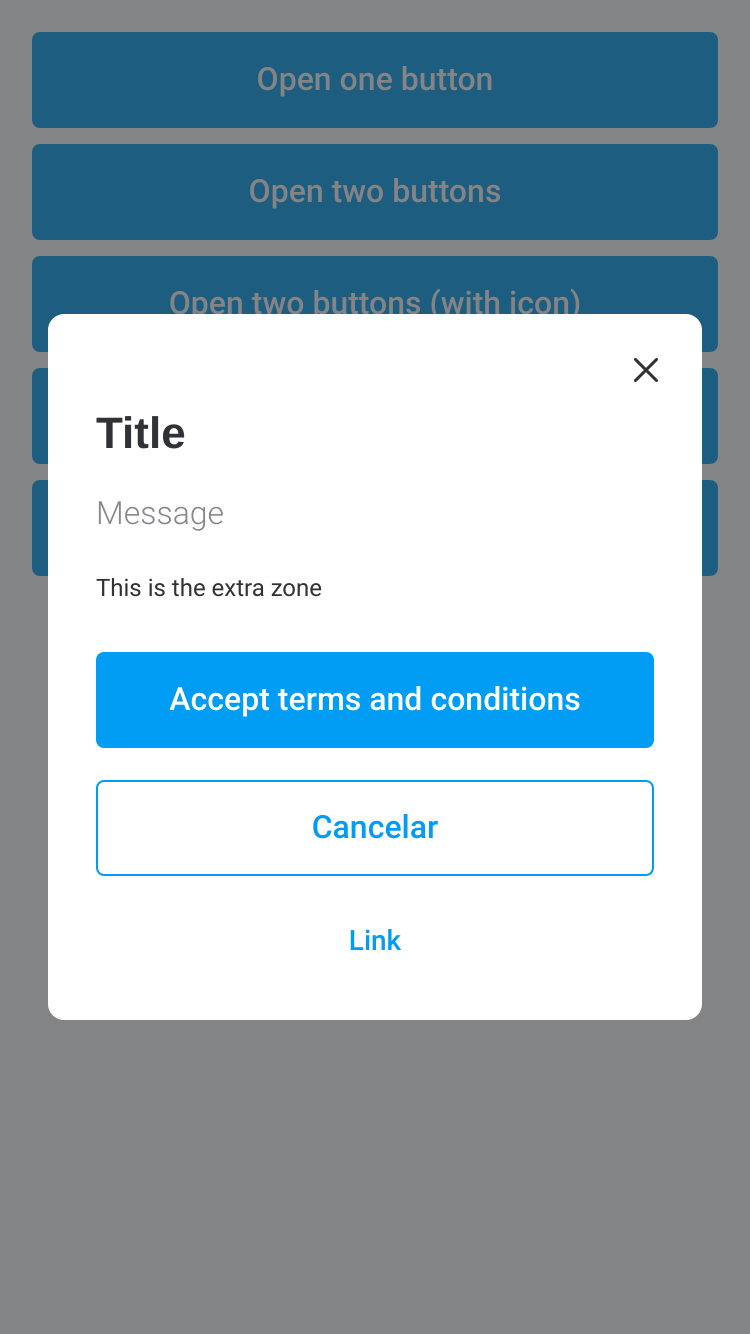 Open one button
Open two buttons
Open two buttons (with icon)
Title
Message
This is the extra zone
Accept terms and conditions
Cancelar
Link